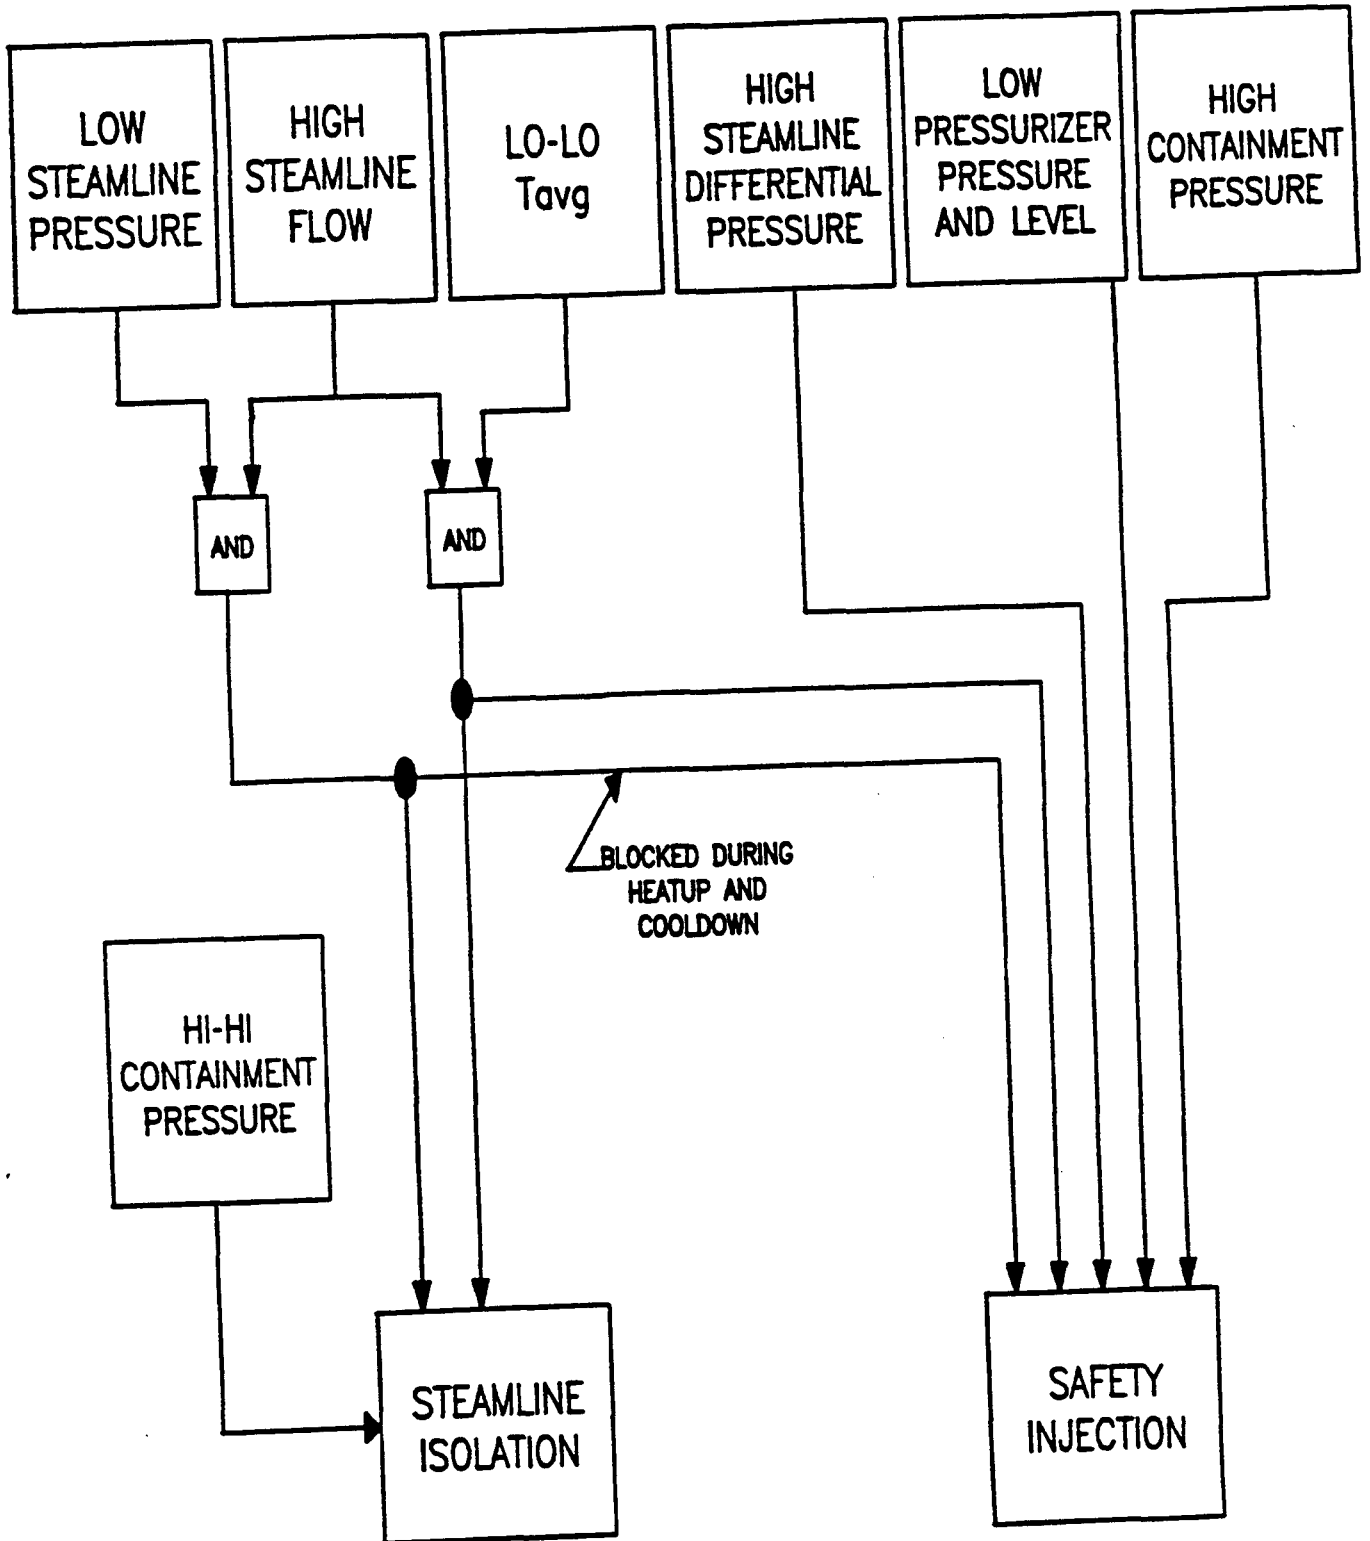 LOW
STEAMLINE
PRESSURE
HIGH
STEAMLINE
FLOW
LO-LO
Tavg
HIGH
STEAMLINE
DIFFERENTIAL
PRESSURE
LOW
PRESSURIZER
PRESSURE
AND LEVEL
HIGH
CONTAINMENT
PRESSURE
AND
AND
BLOCKED DURING
HEATUP AND
COOLDOWN
HI-HI
CONTAINMENT
PRESSURE
STEAMLINE
ISOLATION
SAFETY
INJECTION